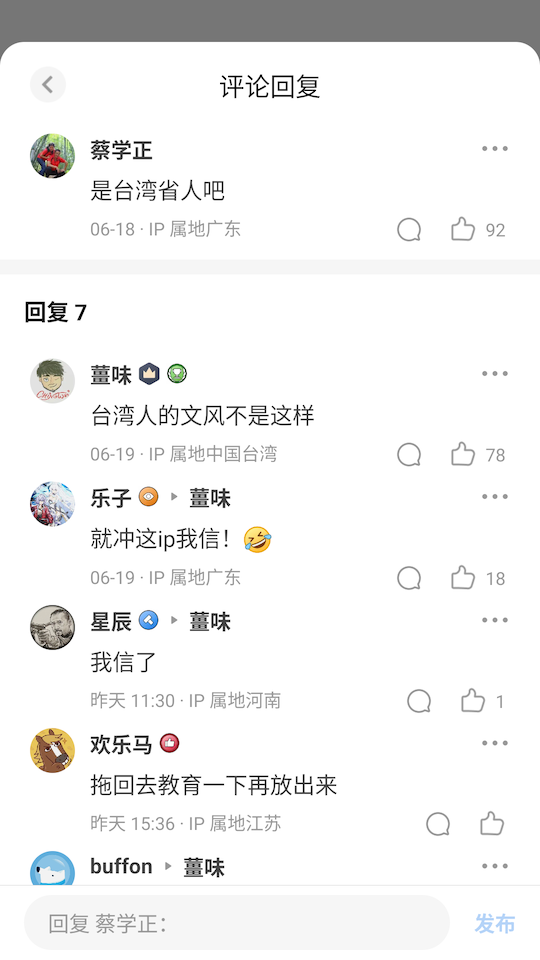 评论回复
蔡学正
是台湾省人吧
06-18 · IP 属地广东
92
回复 7
薑味
台湾人的文风不是这样
06-19 · IP 属地中国台湾
78
乐子 薑味
就冲这ip我信！🤣
06-19 · IP 属地广东
18
星辰 薑味
我信了
昨天 11:30 · IP 属地河南
1
欢乐马
拖回去教育一下再放出来
昨天 15:36 · IP 属地江苏
buffon 薑味
回复 蔡学正：
发布